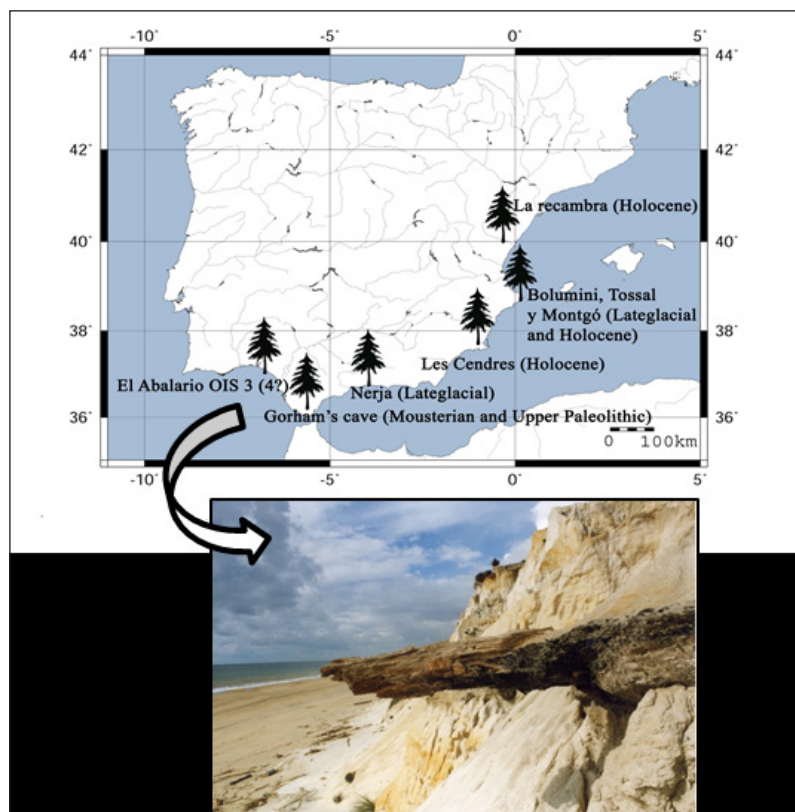 -10° -5° 0° 5°
44° 44°
42° 42°
La recambra (Holocene)
40° 40°
Bolumini, Tossal
y Montgó (Lateglacial
and Holocene)
38° 38°
Les Cendres (Holocene)
El Abalario OIS 3 (4?)
Nerja (Lateglacial)
Gorham's cave (Mousterian and Upper Paleolithic)
36° 36°
0 100km
-10° -5° 0° 5°